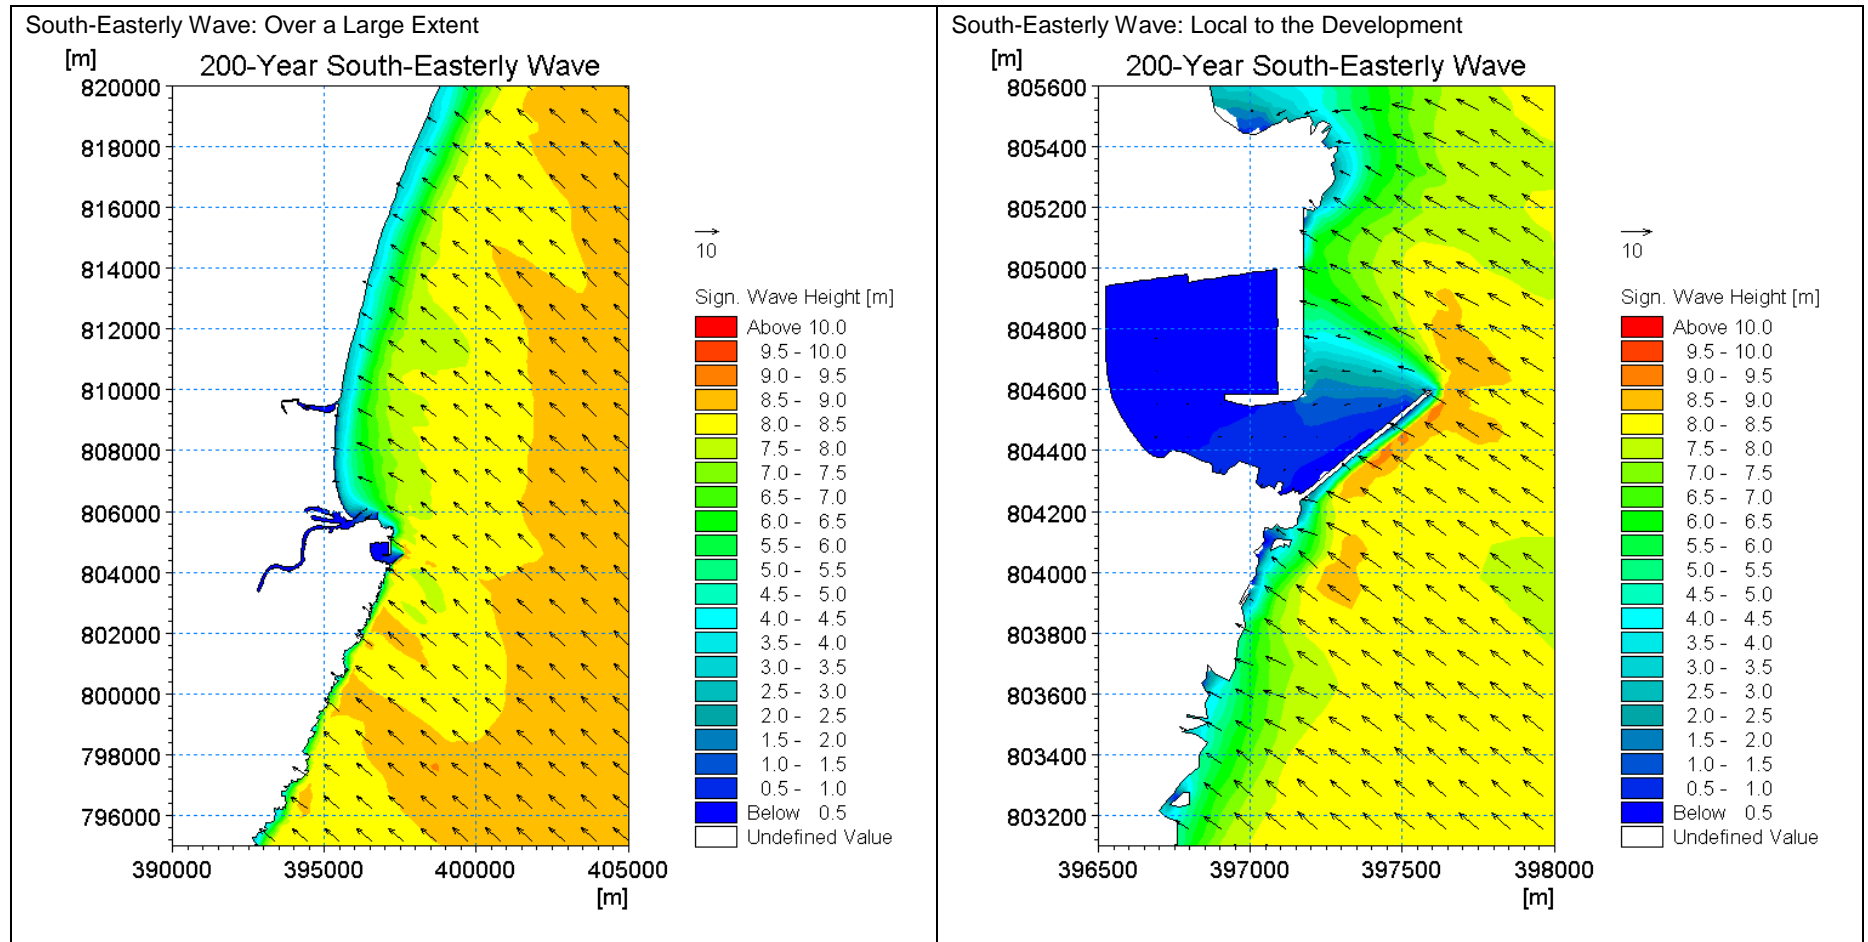 South-Easterly Wave: Over a Large Extent
[m]
200-Year South-Easterly Wave
820000
818000
816000
814000
812000
810000
808000
806000
804000
802000
800000
798000
796000
390000 395000 400000 405000
[m]
10
Sign. Wave Height [m]
Above 10.0
9.5 - 10.0
9.0 - 9.5
8.5 - 9.0
8.0 - 8.5
7.5 - 8.0
7.0 - 7.5
6.5 - 7.0
6.0 - 6.5
5.5 - 6.0
5.0 - 5.5
4.5 - 5.0
4.0 - 4.5
3.5 - 4.0
3.0 - 3.5
2.5 - 3.0
2.0 - 2.5
1.5 - 2.0
1.0 - 1.5
0.5 - 1.0
Below 0.5
Undefined Value
South-Easterly Wave: Local to the Development
[m]
200-Year South-Easterly Wave
805600
805400
805200
805000
804800
804600
804400
804200
804000
803800
803600
803400
803200
396500 397000 397500 398000
[m]
10
Sign. Wave Height [m]
Above 10.0
9.5 - 10.0
9.0 - 9.5
8.5 - 9.0
8.0 - 8.5
7.5 - 8.0
7.0 - 7.5
6.5 - 7.0
6.0 - 6.5
5.5 - 6.0
5.0 - 5.5
4.5 - 5.0
4.0 - 4.5
3.5 - 4.0
3.0 - 3.5
2.5 - 3.0
2.0 - 2.5
1.5 - 2.0
1.0 - 1.5
0.5 - 1.0
Below 0.5
Undefined Value